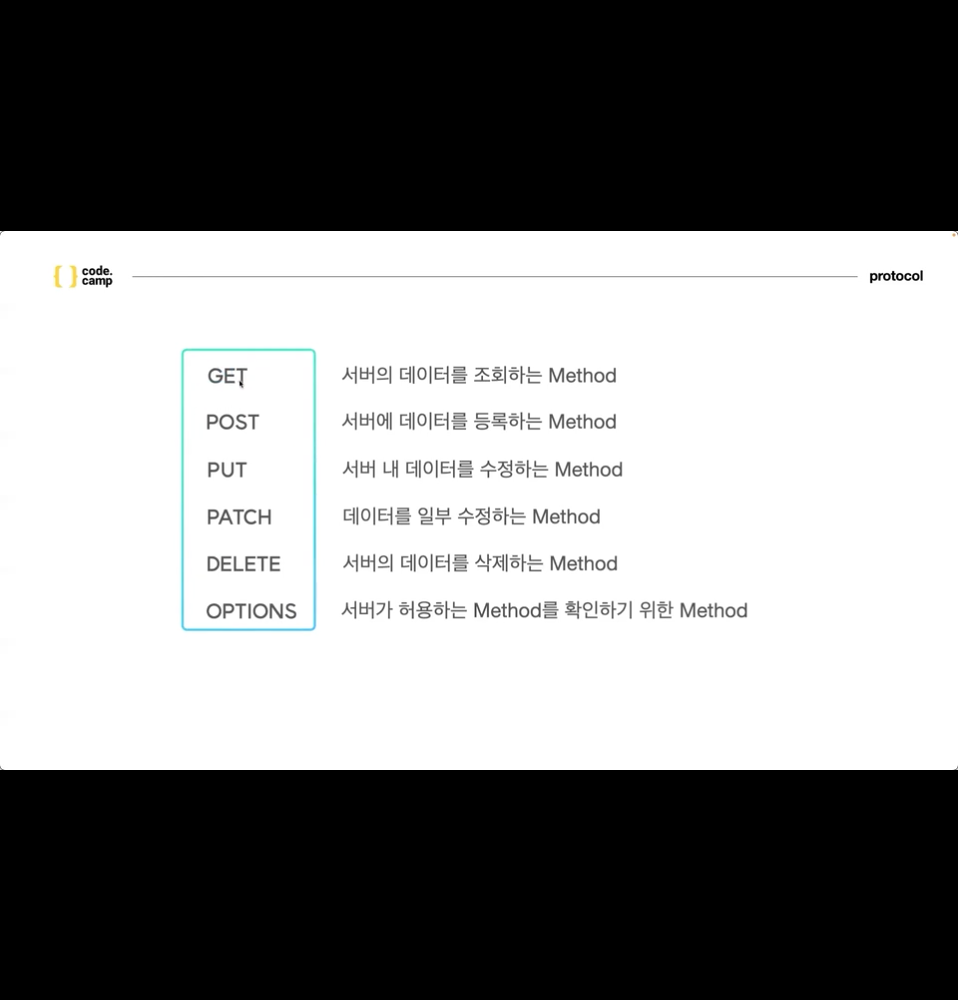 { } code.camp
protocol
GET 서버의 데이터를 조회하는 Method
POST 서버에 데이터를 등록하는 Method
PUT 서버 내 데이터를 수정하는 Method
PATCH 데이터를 일부 수정하는 Method
DELETE 서버의 데이터를 삭제하는 Method
OPTIONS 서버가 허용하는 Method를 확인하기 위한 Method